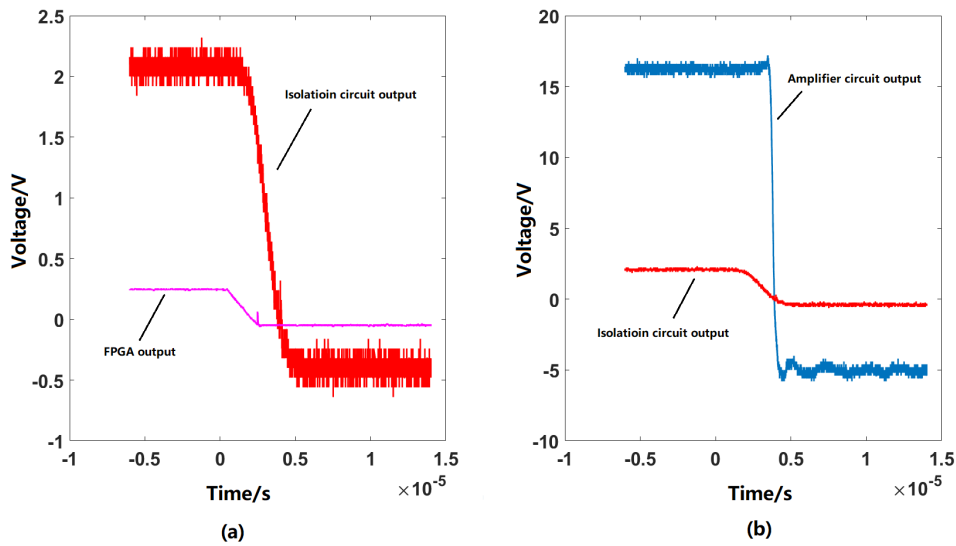 2.5
2
1.5
1
0.5
0
-0.5
-1
-1
-0.5
0
0.5
1
1.5
×10⁻⁵
Voltage/V
Time/s
Isolatioin circuit output
FPGA output
(a)
20
15
10
5
0
-5
-10
-1
-0.5
0
0.5
1
1.5
×10⁻⁵
Voltage/V
Time/s
Amplifier circuit output
Isolatioin circuit output
(b)